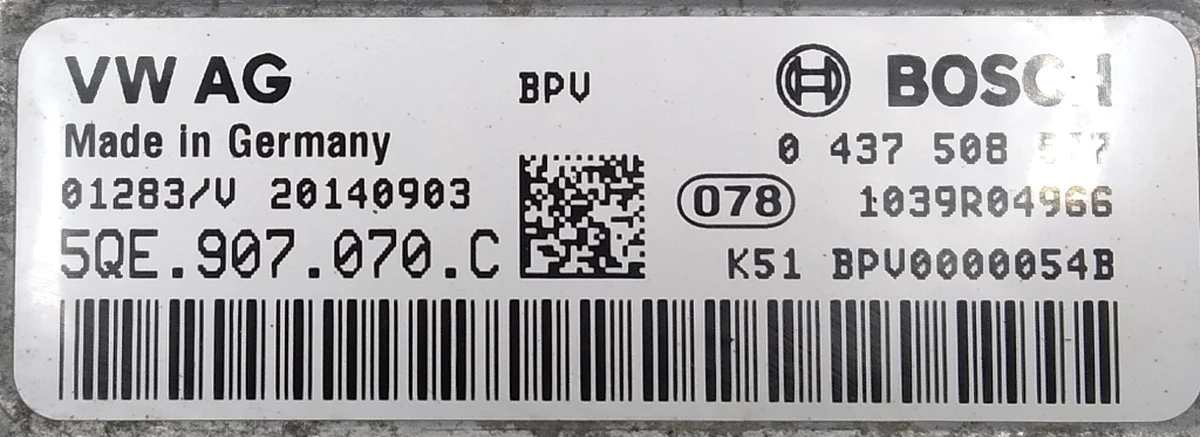 VW AG BPV BOSCH
Made in Germany
0 437 508
01283/V 20140903 078 1039R04966
5QE.907.070.C K51 BPV0000054B